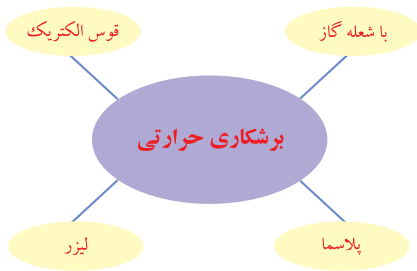 با شعله گاز
قوس الکتریک
برشکاری حرارتی
پلاسما
لیزر